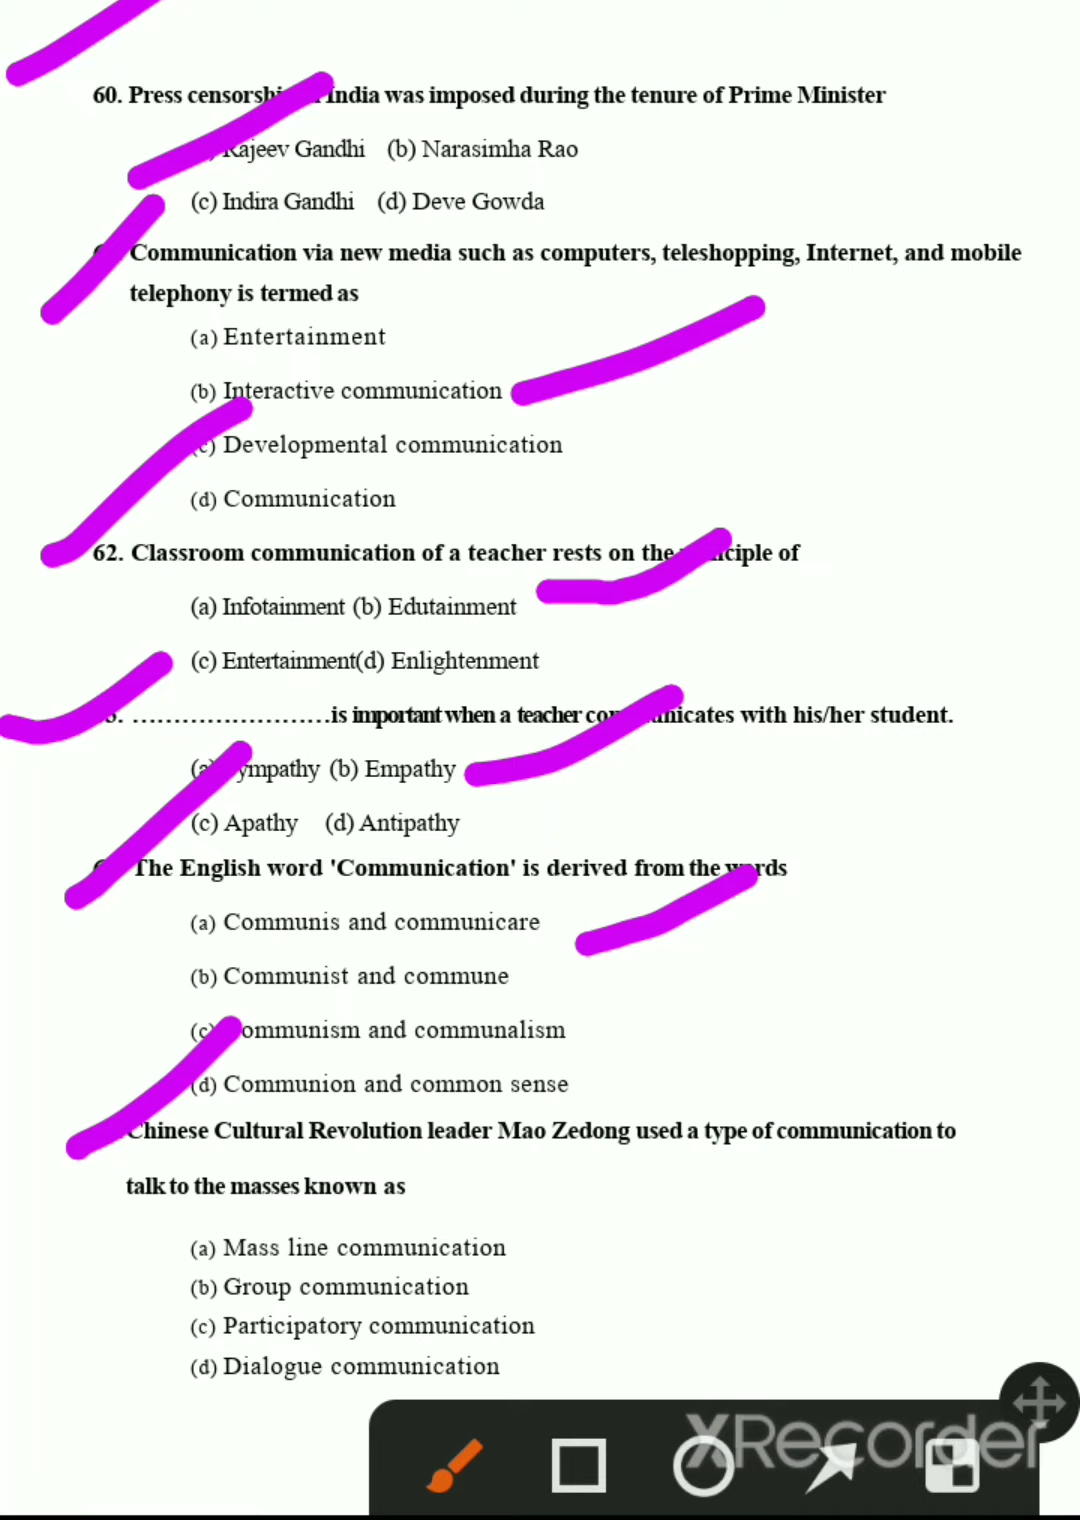 60. Press censorshi India was imposed during the tenure of Prime Minister
Rajeev Gandhi (b) Narasimha Rao
(c) Indira Gandhi (d) Deve Gowda
Communication via new media such as computers, teleshopping, Internet, and mobile
telephony is termed as
(a) Entertainment
(b) Interactive communication
(c) Developmental communication
(d) Communication
62. Classroom communication of a teacher rests on the principle of
(a) Infotainment (b) Edutainment
(c) Entertainment(d) Enlightenment
........................is important when a teacher communicates with his/her student.
(a) Sympathy (b) Empathy
(c) Apathy (d) Antipathy
The English word 'Communication' is derived from the words
(a) Communis and communicare
(b) Communist and commune
(c) Communism and communalism
(d) Communion and common sense
Chinese Cultural Revolution leader Mao Zedong used a type of communication to
talk to the masses known as
(a) Mass line communication
(b) Group communication
(c) Participatory communication
(d) Dialogue communication
XRecorder